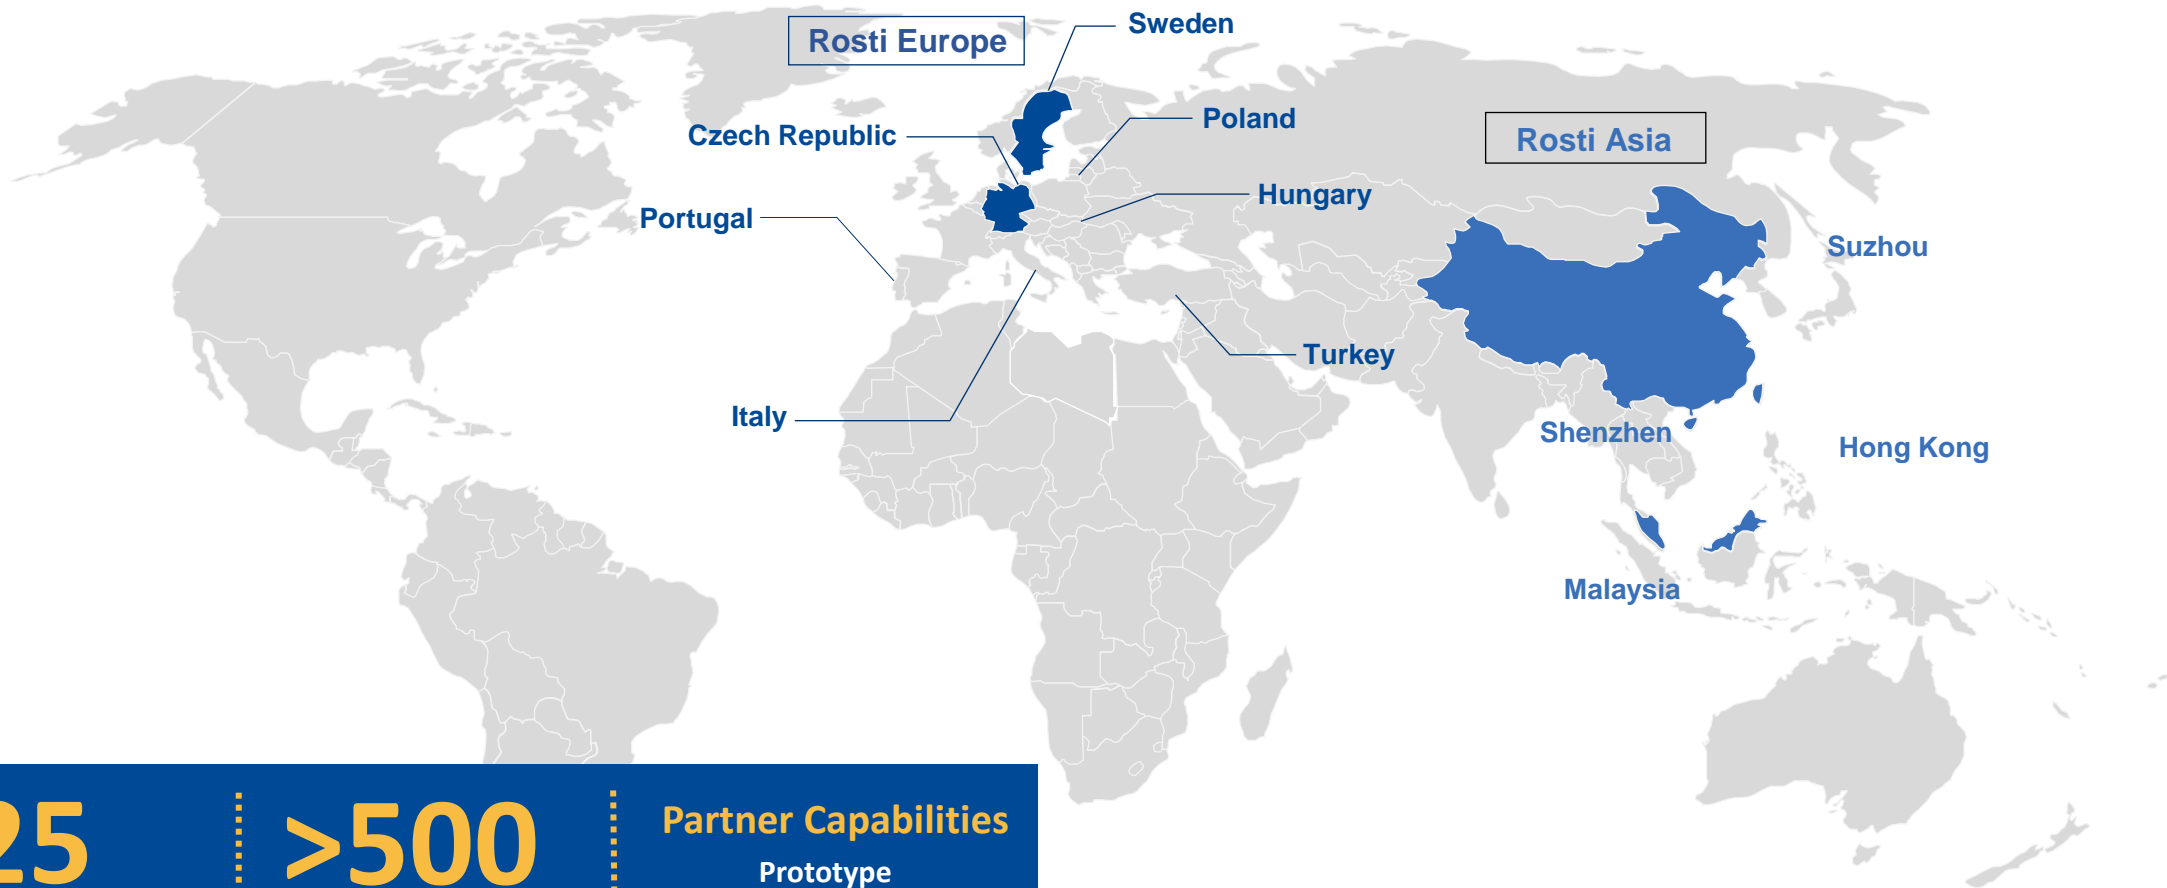 Sweden
Rosti Europe
Czech Republic
Poland
Rosti Asia
Hungary
Portugal
Suzhou
Turkey
Italy
Shenzhen
Hong Kong
Malaysia
25
>500
Partner Capabilities
Prototype